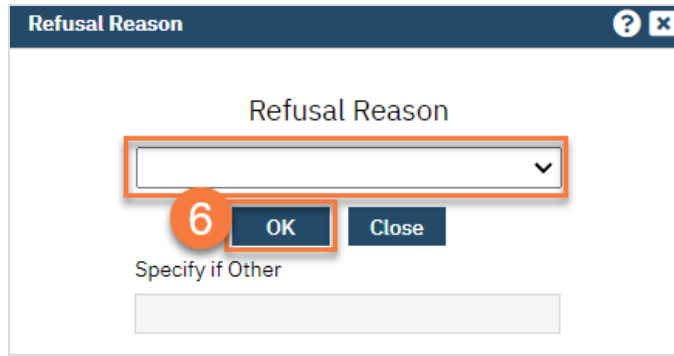 Refusal Reason ?
Refusal Reason
6 OK Close
Specify if Other